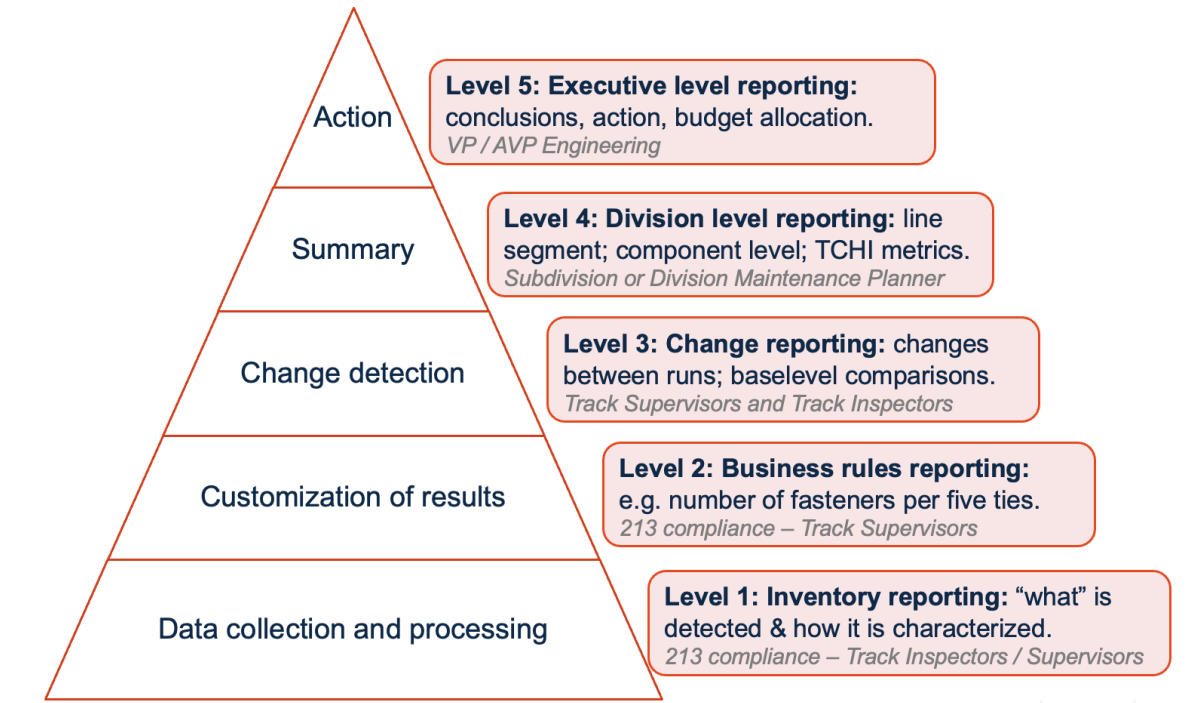 Action
Level 5: Executive level reporting:
conclusions, action, budget allocation.
VP / AVP Engineering
Summary
Level 4: Division level reporting: line
segment; component level; TCHI metrics.
Subdivision or Division Maintenance Planner
Change detection
Level 3: Change reporting: changes
between runs; baselevel comparisons.
Track Supervisors and Track Inspectors
Customization of results
Level 2: Business rules reporting:
e.g. number of fasteners per five ties.
213 compliance – Track Supervisors
Data collection and processing
Level 1: Inventory reporting: “what” is
detected & how it is characterized.
213 compliance – Track Inspectors / Supervisors